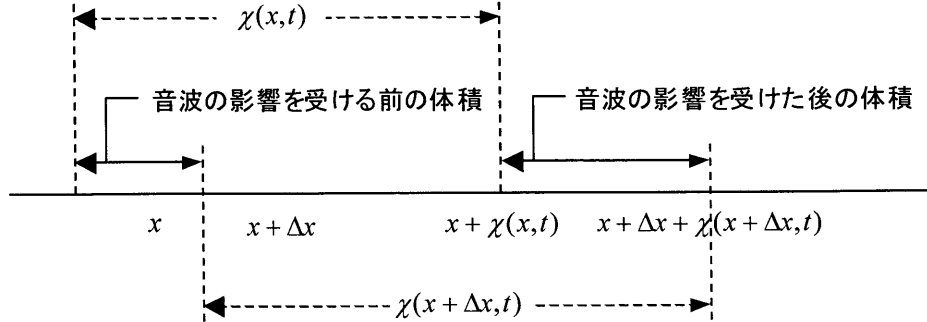 χ(x,t)
音波の影響を受ける前の体積
音波の影響を受けた後の体積
x
x + Δx
x + χ(x,t)
x + Δx + χ(x + Δx,t)
χ(x + Δx,t)